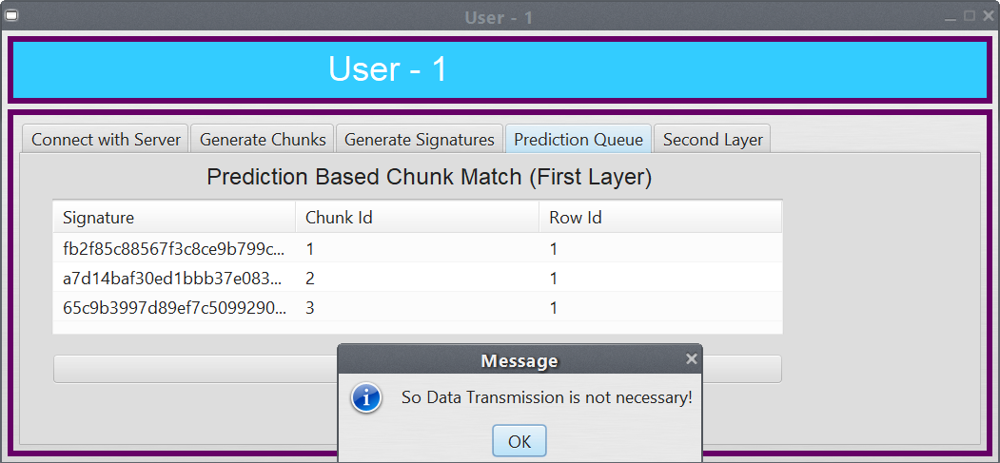 User - 1
User - 1
Connect with Server Generate Chunks Generate Signatures Prediction Queue Second Layer
Prediction Based Chunk Match (First Layer)
Signature Chunk Id Row Id
fb2f85c88567f3c8ce9b799c... 1 1
a7d14baf30ed1bbb37e083... 2 1
65c9b3997d89ef7c5099290... 3 1
Message
So Data Transmission is not necessary!
OK